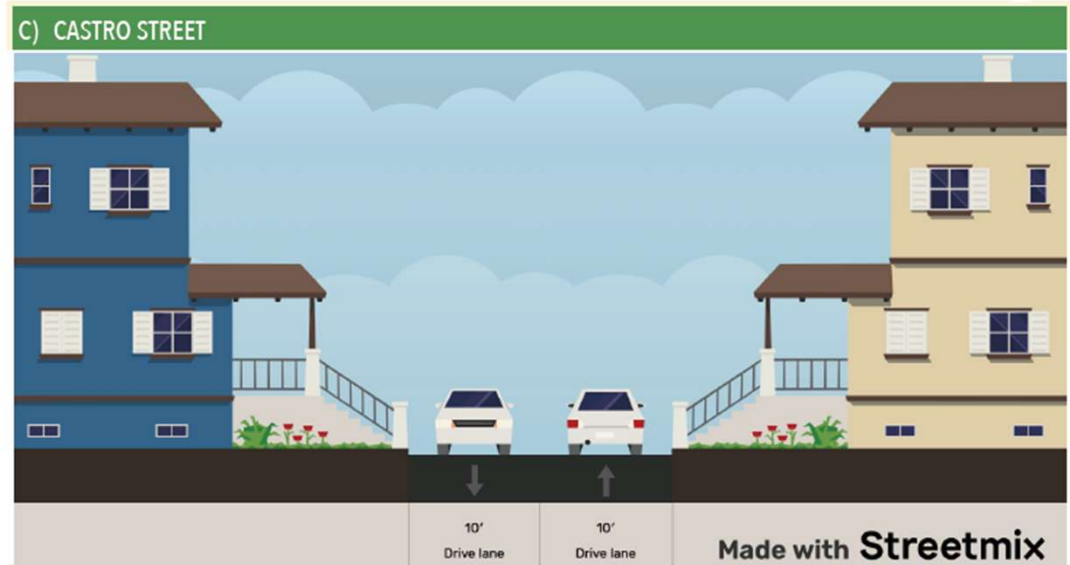 C) CASTRO STREET
10' 10'
Drive lane Drive lane
Made with Streetmix